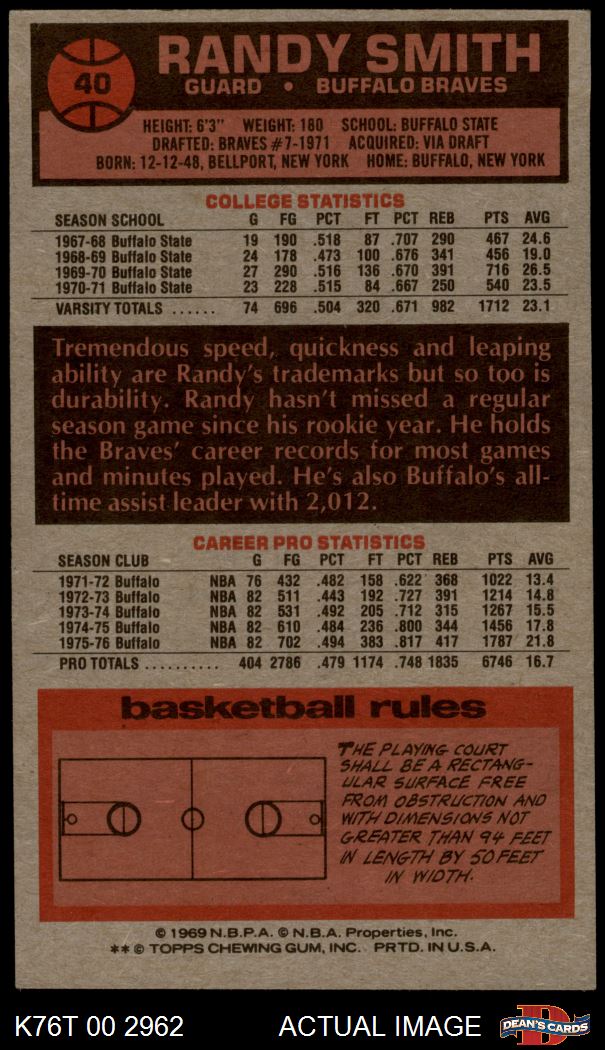 40
RANDY SMITH
GUARD • BUFFALO BRAVES
HEIGHT: 6'3" WEIGHT: 180 SCHOOL: BUFFALO STATE
DRAFTED: BRAVES #7-1971 ACQUIRED: VIA DRAFT
BORN: 12-12-48, BELLPORT, NEW YORK HOME: BUFFALO, NEW YORK
COLLEGE STATISTICS
SEASON SCHOOL G FG PCT FT PCT REB PTS AVG
1967-68 Buffalo State 19 190 .518 87 .707 290 467 24.6
1968-69 Buffalo State 24 178 .473 100 .676 341 456 19.0
1969-70 Buffalo State 27 290 .516 136 .670 391 716 26.5
1970-71 Buffalo State 23 228 .515 84 .667 250 540 23.5
VARSITY TOTALS ...... 74 696 .504 320 .671 982 1712 23.1
Tremendous speed, quickness and leaping
ability are Randy's trademarks but so too is
durability. Randy hasn't missed a regular
season game since his rookie year. He holds
the Braves' career records for most games
and minutes played. He's also Buffalo's all-
time assist leader with 2,012.
CAREER PRO STATISTICS
SEASON CLUB G FG PCT FT PCT REB PTS AVG
1971-72 Buffalo NBA 76 432 .482 158 .622 368 1022 13.4
1972-73 Buffalo NBA 82 511 .443 192 .727 391 1214 14.8
1973-74 Buffalo NBA 82 531 .492 205 .712 315 1267 15.5
1974-75 Buffalo NBA 82 610 .484 236 .800 344 1456 17.8
1975-76 Buffalo NBA 82 702 .494 383 .817 417 1787 21.8
PRO TOTALS .......... 404 2786 .479 1174 .748 1835 6746 16.7
basketball rules
THE PLAYING COURT
SHALL BE A RECTANG-
ULAR SURFACE FREE
FROM OBSTRUCTION AND
WITH DIMENSIONS NOT
GREATER THAN 94 FEET
IN LENGTH BY 50 FEET
IN WIDTH.
© 1969 N.B.P.A. © N.B.A. Properties, Inc.
** © TOPPS CHEWING GUM, INC. PRTD. IN U.S.A.
K76T 00 2962 ACTUAL IMAGE
DEAN'S CARDS